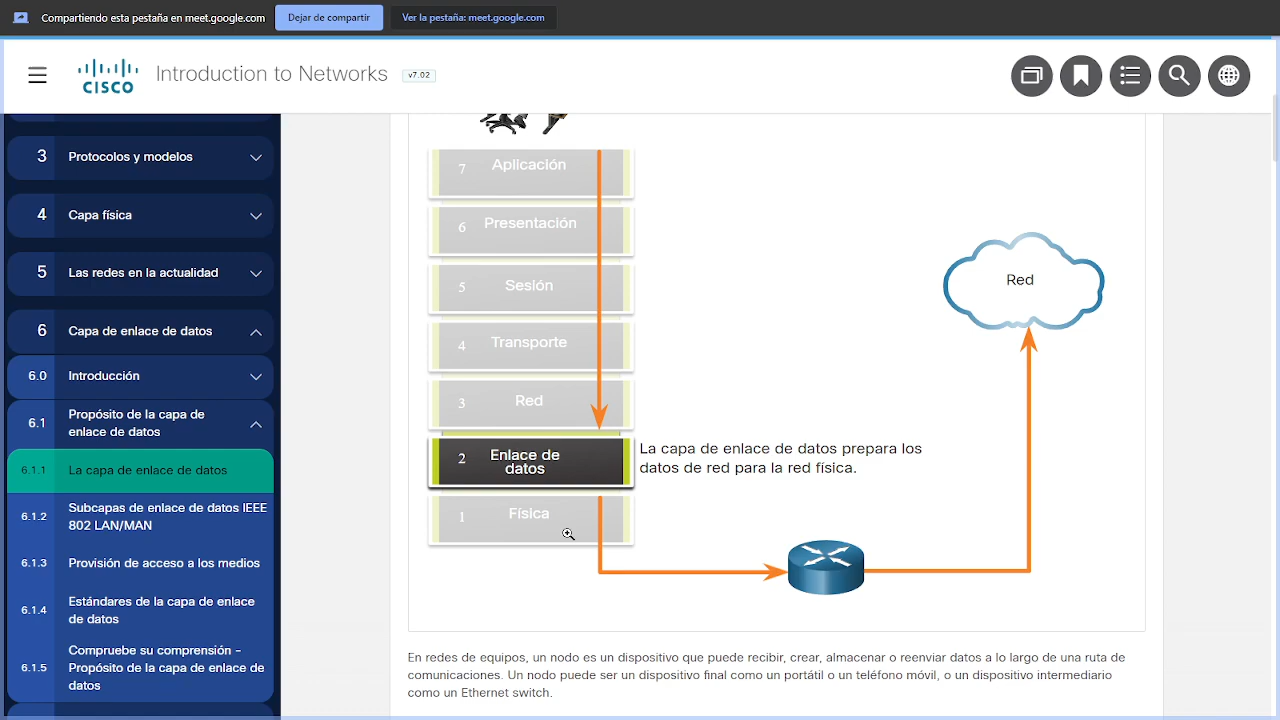 Compartiendo esta pestaña en meet.google.com
Dejar de compartir
Ver la pestaña: meet.google.com
CISCO
Introduction to Networks
v7.02
3 Protocolos y modelos
4 Capa física
5 Las redes en la actualidad
6 Capa de enlace de datos
6.0 Introducción
6.1 Propósito de la capa de
enlace de datos
6.1.1 La capa de enlace de datos
6.1.2 Subcapas de enlace de datos IEEE
802 LAN/MAN
6.1.3 Provisión de acceso a los medios
6.1.4 Estándares de la capa de enlace
de datos
6.1.5 Compruebe su comprensión –
Propósito de la capa de enlace de
datos
7 Aplicación
6 Presentación
5 Sesión
4 Transporte
3 Red
2 Enlace de
datos
1 Física
La capa de enlace de datos prepara los
datos de red para la red física.
Red
En redes de equipos, un nodo es un dispositivo que puede recibir, crear, almacenar o reenviar datos a lo largo de una ruta de
comunicaciones. Un nodo puede ser un dispositivo final como un portátil o un teléfono móvil, o un dispositivo intermediario
como un Ethernet switch.